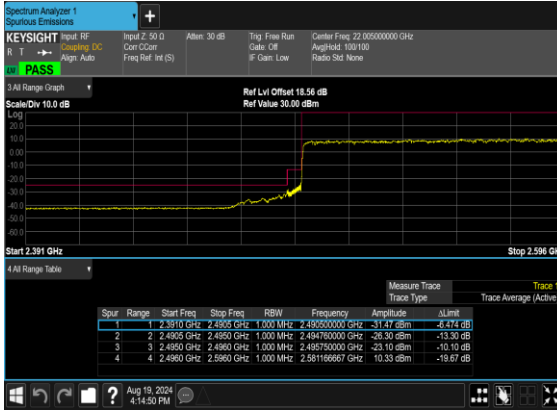 Spectrum Analyzer 1
Spurious Emissions
+
KEYSIGHT Input: RF Input Z: 50 Ω Atten: 30 dB Trig: Free Run Center Freq: 22.005000000 GHz
R T Coupling: DC Corr CCorr Gate: Off Avg|Hold: 100/100
Align: Auto Freq Ref: Int (S) IF Gain: Low Radio Std: None
PASS
3 All Range Graph
Ref Lvl Offset 18.56 dB
Scale/Div 10.0 dB Ref Value 30.00 dBm
Log
20.0
10.0
0.00
-10.0
-20.0
-30.0
-40.0
-50.0
-60.0
Start 2.391 GHz Stop 2.596 GH
4 All Range Table
Measure Trace Trace 1
Trace Type Trace Average (Active
Spur Range Start Freq Stop Freq RBW Frequency Amplitude ΔLimit
1 1 2.3910 GHz 2.4905 GHz 1.000 MHz 2.490500000 GHz -31.47 dBm -6.474 dB
2 2 2.4905 GHz 2.4950 GHz 1.000 MHz 2.494760000 GHz -26.30 dBm -13.30 dB
3 3 2.4950 GHz 2.4960 GHz 1.000 MHz 2.495750000 GHz -23.10 dBm -10.10 dB
4 4 2.4960 GHz 2.5960 GHz 1.000 MHz 2.581166667 GHz 10.33 dBm -19.67 dB
? Aug 19, 2024
4:14:50 PM